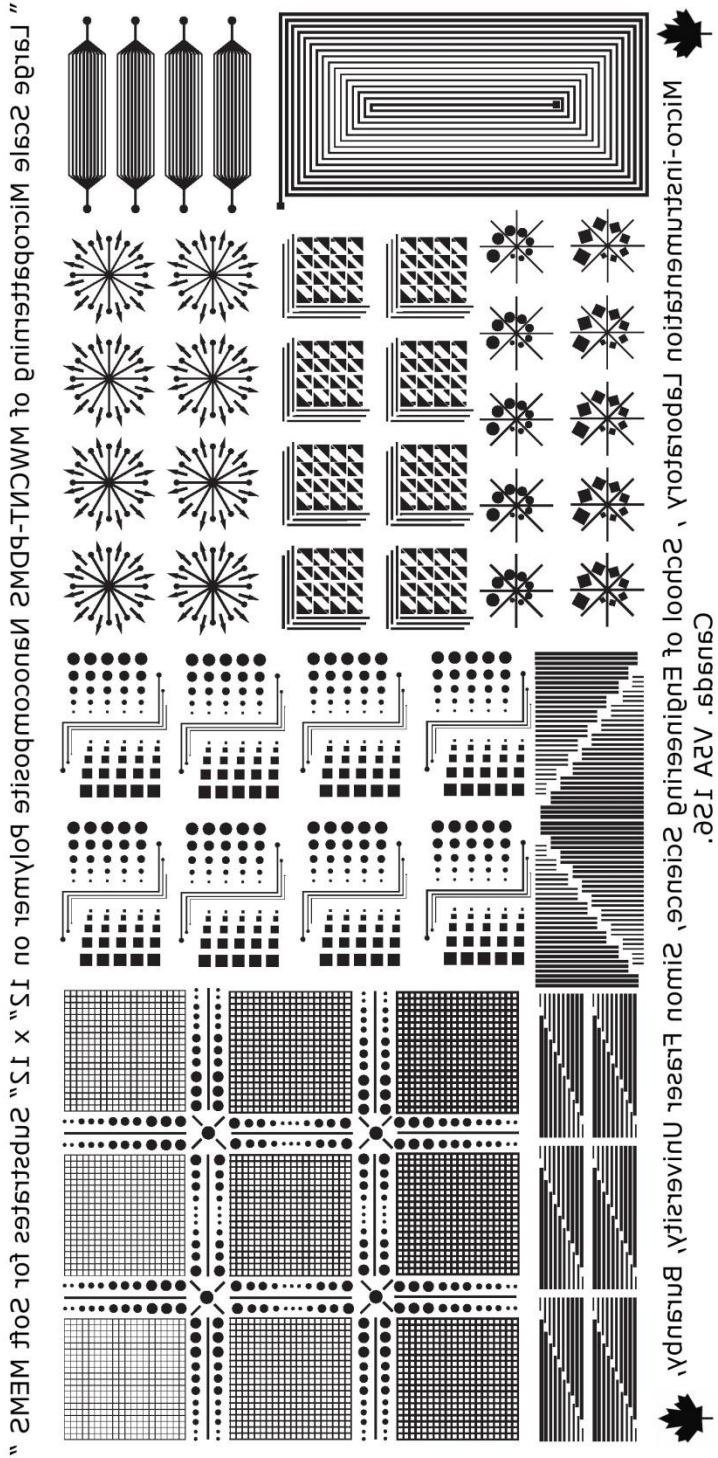 " Large Scale Micropatterning of MWCNT-PDMS Nanocomposite polymer on 12" x 12" Substrates for Soft MEMS "
Micro-instrumentation Laboratory , School of Engineering Science, Simon Fraser University, Burnaby,
Canada, V5A 1S6.